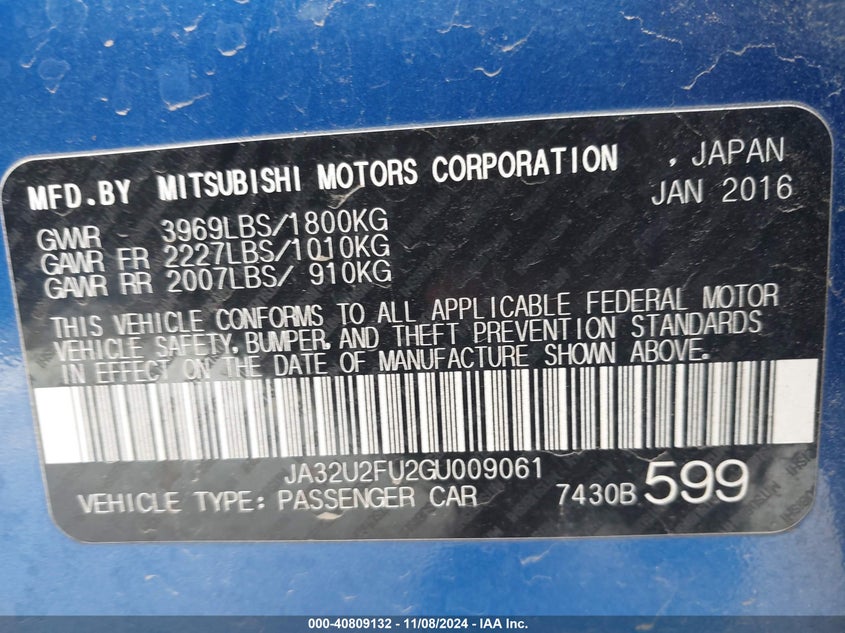 MFD.BY MITSUBISHI MOTORS CORPORATION , JAPAN
JAN 2016
GVWR 3969LBS/1800KG
GAWR FR 2227LBS/1010KG
GAWR RR 2007LBS/ 910KG
THIS VEHICLE CONFORMS TO ALL APPLICABLE FEDERAL MOTOR
VEHICLE SAFETY, BUMPER, AND THEFT PREVENTION STANDARDS
IN EFFECT ON THE DATE OF MANUFACTURE SHOWN ABOVE.
JA32U2FU2GU009061
VEHICLE TYPE: PASSENGER CAR 7430B 599
000-40809132 - 11/08/2024 - IAA Inc.